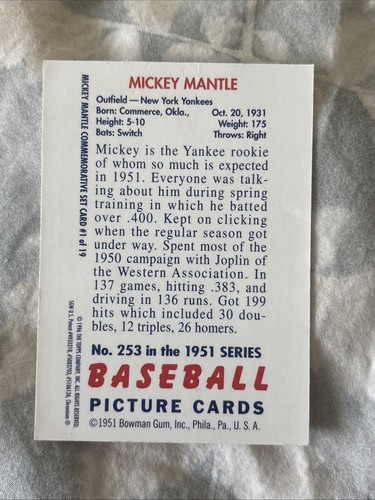 MICKEY MANTLE
Outfield — New York Yankees
Born: Commerce, Okla., Oct. 20, 1931
Height: 5-10 Weight: 175
Bats: Switch Throws: Right
Mickey is the Yankee rookie
of whom so much is expected
in 1951. Everyone was talk-
ing about him during spring
training in which he batted
over .400. Kept on clicking
when the regular season got
under way. Spent most of the
1950 campaign with Joplin of
the Western Association. In
137 games, hitting .383, and
driving in 136 runs. Got 199
hits which included 30 dou-
bles, 12 triples, 26 homers.
No. 253 in the 1951 SERIES
BASEBALL
PICTURE CARDS
©1951 Bowman Gum, Inc., Phila., Pa., U. S. A.
MICKEY MANTLE COMMEMORATIVE SET CARD #1 of 19
© 1996 THE TOPPS COMPANY, INC. ALL RIGHTS RESERVED.